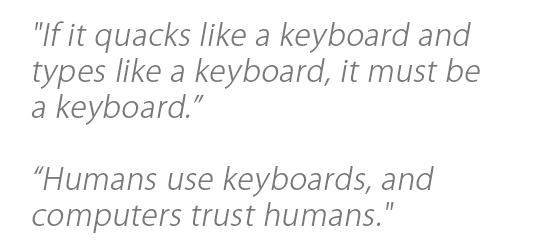 "If it quacks like a keyboard and
types like a keyboard, it must be
a keyboard.”
“Humans use keyboards, and
computers trust humans."